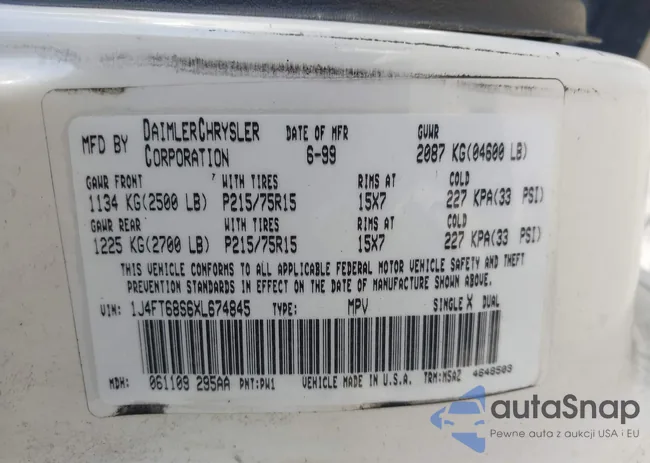 MFD BY DAIMLERCHRYSLER CORPORATION DATE OF MFR 6-99 GVWR 2087 KG(04600 LB)
GAWR FRONT WITH TIRES RIMS AT COLD
1134 KG(2500 LB) P215/75R15 15X7 227 KPA(33 PSI)
GAWR REAR WITH TIRES RIMS AT COLD
1225 KG(2700 LB) P215/75R15 15X7 227 KPA(33 PSI)
THIS VEHICLE CONFORMS TO ALL APPLICABLE FEDERAL MOTOR VEHICLE SAFETY AND THEFT
PREVENTION STANDARDS IN EFFECT ON THE DATE OF MANUFACTURE SHOWN ABOVE.
VIN: 1J4FT68S6XL674845 TYPE: MPV SINGLE X DUAL
MDH: 061109 295AA PNT:PW1 VEHICLE MADE IN U.S.A. TRM:MSAZ 4648503
autaSnap
Pewne auta z aukcji USA i EU